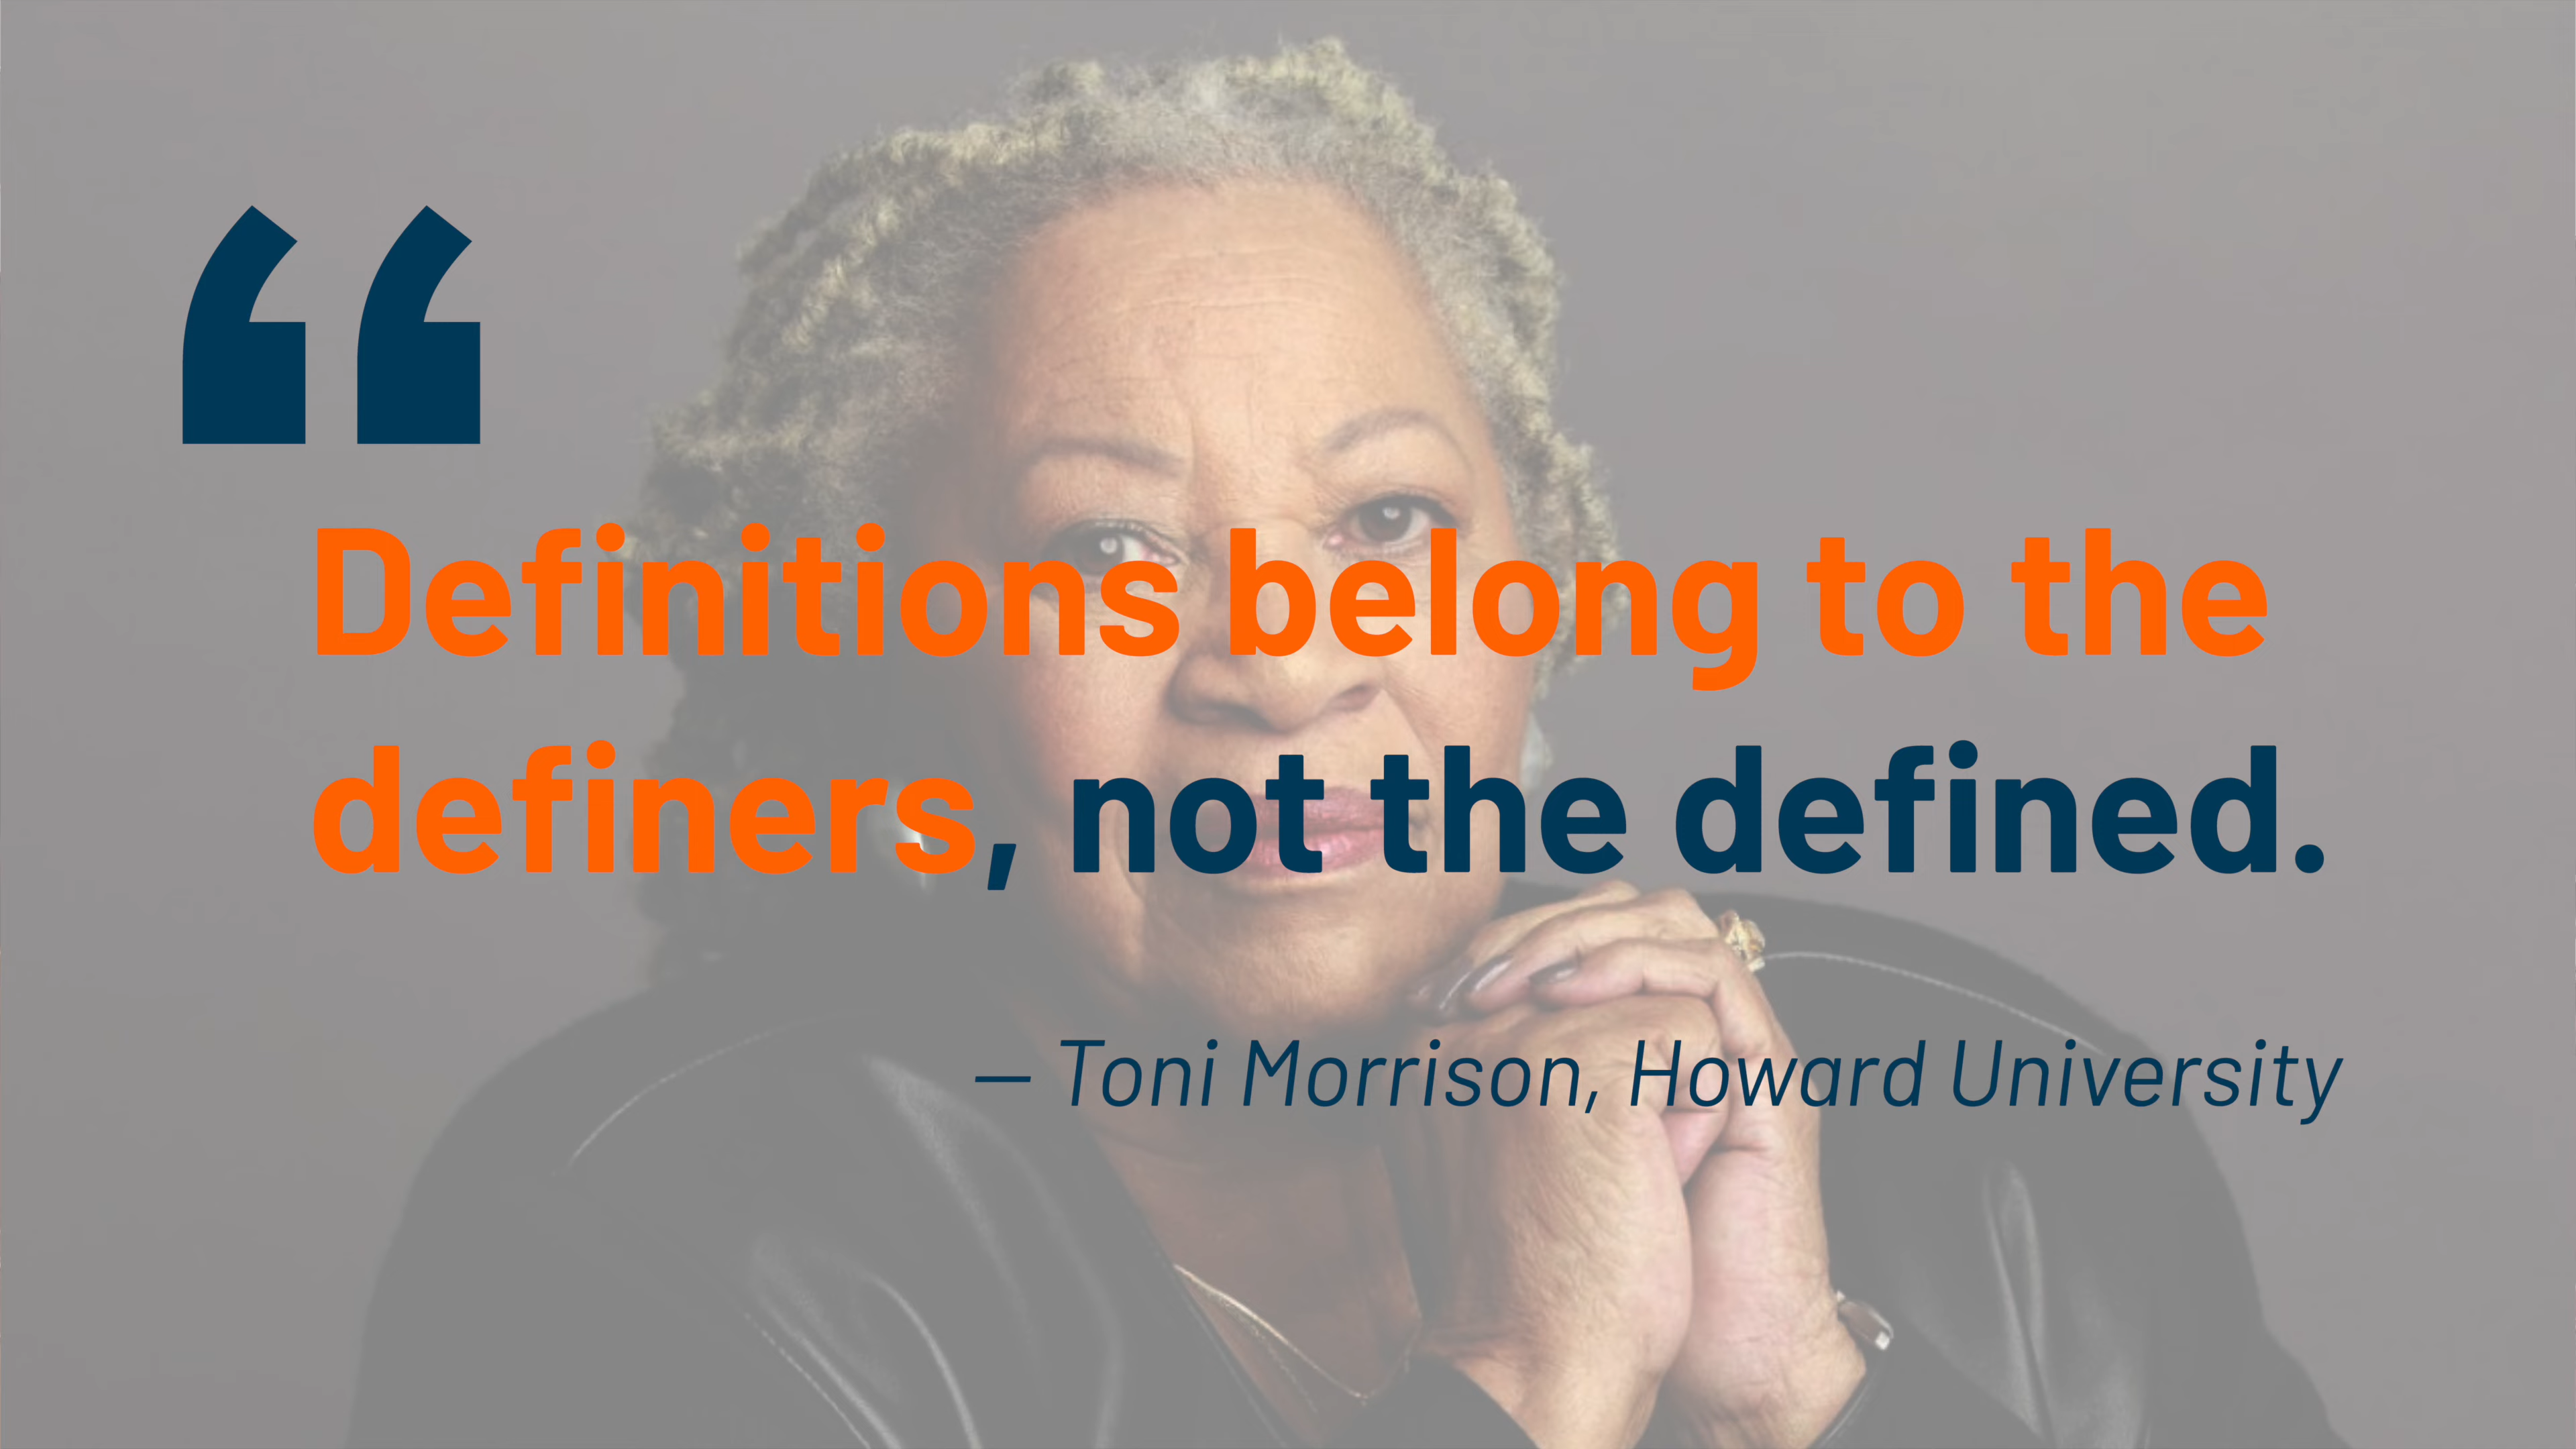 “
Definitions belong to the
definers, not the defined.
— Toni Morrison, Howard University